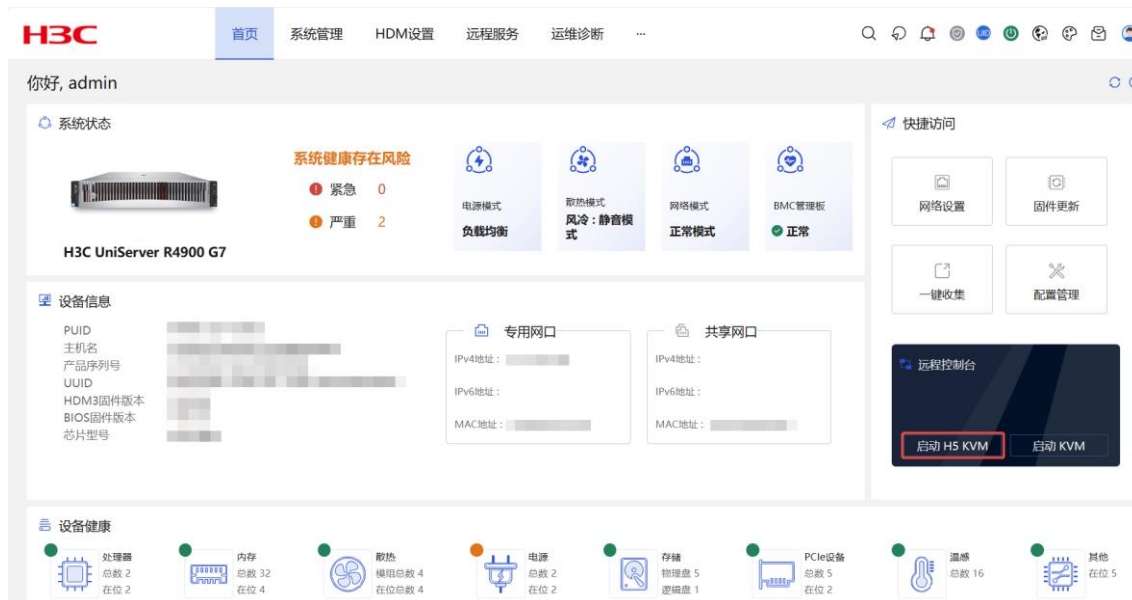 H3C
首页 系统管理 HDM设置 远程服务 运维诊断 ...
UID
你好, admin
系统状态
系统健康存在风险
紧急 0
严重 2
H3C UniServer R4900 G7
电源模式
负载均衡
散热模式
风冷：静音模式
网络模式
正常模式
BMC管理板
正常
快捷访问
网络设置
固件更新
一键收集
配置管理
设备信息
PUID
主机名
产品序列号
UUID
HDM3固件版本
BIOS固件版本
芯片型号
专用网口
IPv4地址：
IPv6地址：
MAC地址：
共享网口
IPv4地址：
IPv6地址：
MAC地址：
远程控制台
启动 H5 KVM
启动 KVM
设备健康
处理器
总数 2
在位 2
内存
总数 32
在位 4
散热
模组总数 4
在位总数 4
电源
总数 2
在位 2
存储
物理盘 5
逻辑盘 1
PCIe设备
总数 5
在位 2
温感
总数 16
其他
在位 5